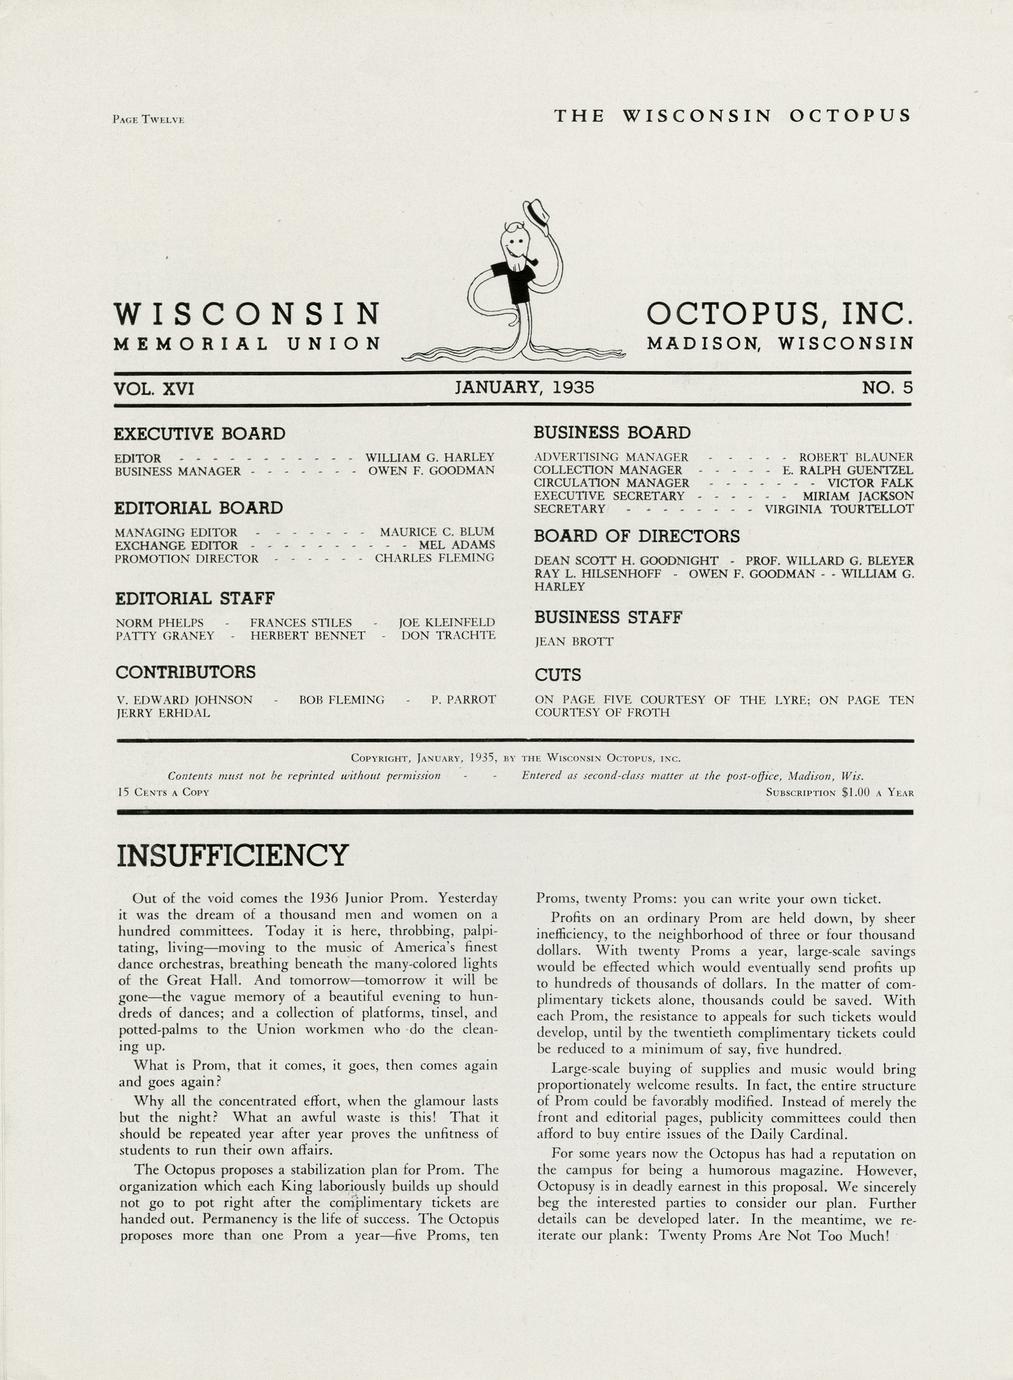 Page Twelve
THE WISCONSIN OCTOPUS
WISCONSIN
MEMORIAL UNION
OCTOPUS, INC.
MADISON, WISCONSIN
VOL. XVI JANUARY, 1935 NO. 5
EXECUTIVE BOARD
EDITOR - - - - - - - - - - - WILLIAM G. HARLEY
BUSINESS MANAGER - - - - - - - OWEN F. GOODMAN
EDITORIAL BOARD
MANAGING EDITOR - - - - - - - MAURICE C. BLUM
EXCHANGE EDITOR - - - - - - - - - - MEL ADAMS
PROMOTION DIRECTOR - - - - - - CHARLES FLEMING
EDITORIAL STAFF
NORM PHELPS - FRANCES STILES - JOE KLEINFELD
PATTY GRANEY - HERBERT BENNET - DON TRACHTE
CONTRIBUTORS
V. EDWARD JOHNSON - BOB FLEMING - P. PARROT
JERRY ERHDAL
BUSINESS BOARD
ADVERTISING MANAGER - - - - - ROBERT BLAUNER
COLLECTION MANAGER - - - - - E. RALPH GUENTZEL
CIRCULATION MANAGER - - - - - - - VICTOR FALK
EXECUTIVE SECRETARY - - - - - - MIRIAM JACKSON
SECRETARY - - - - - - - - VIRGINIA TOURTELLOT
BOARD OF DIRECTORS
DEAN SCOTT H. GOODNIGHT - PROF. WILLARD G. BLEYER
RAY L. HILSENHOFF - OWEN F. GOODMAN - - WILLIAM G.
HARLEY
BUSINESS STAFF
JEAN BROTT
CUTS
ON PAGE FIVE COURTESY OF THE LYRE; ON PAGE TEN
COURTESY OF FROTH
Copyright, January, 1935, by the Wisconsin Octopus, inc.
Contents must not be reprinted without permission - - Entered as second-class matter at the post-office, Madison, Wis.
15 Cents a Copy Subscription $1.00 a Year
INSUFFICIENCY
Out of the void comes the 1936 Junior Prom. Yesterday
it was the dream of a thousand men and women on a
hundred committees. Today it is here, throbbing, palpi-
tating, living—moving to the music of America's finest
dance orchestras, breathing beneath the many-colored lights
of the Great Hall. And tomorrow—tomorrow it will be
gone—the vague memory of a beautiful evening to hun-
dreds of dances; and a collection of platforms, tinsel, and
potted-palms to the Union workmen who do the clean-
ing up.
What is Prom, that it comes, it goes, then comes again
and goes again?
Why all the concentrated effort, when the glamour lasts
but the night? What an awful waste is this! That it
should be repeated year after year proves the unfitness of
students to run their own affairs.
The Octopus proposes a stabilization plan for Prom. The
organization which each King laboriously builds up should
not go to pot right after the complimentary tickets are
handed out. Permanency is the life of success. The Octopus
proposes more than one Prom a year—five Proms, ten
Proms, twenty Proms: you can write your own ticket.
Profits on an ordinary Prom are held down, by sheer
inefficiency, to the neighborhood of three or four thousand
dollars. With twenty Proms a year, large-scale savings
would be effected which would eventually send profits up
to hundreds of thousands of dollars. In the matter of com-
plimentary tickets alone, thousands could be saved. With
each Prom, the resistance to appeals for such tickets would
develop, until by the twentieth complimentary tickets could
be reduced to a minimum of say, five hundred.
Large-scale buying of supplies and music would bring
proportionately welcome results. In fact, the entire structure
of Prom could be favorably modified. Instead of merely the
front and editorial pages, publicity committees could then
afford to buy entire issues of the Daily Cardinal.
For some years now the Octopus has had a reputation on
the campus for being a humorous magazine. However,
Octopusy is in deadly earnest in this proposal. We sincerely
beg the interested parties to consider our plan. Further
details can be developed later. In the meantime, we re-
iterate our plank: Twenty Proms Are Not Too Much!